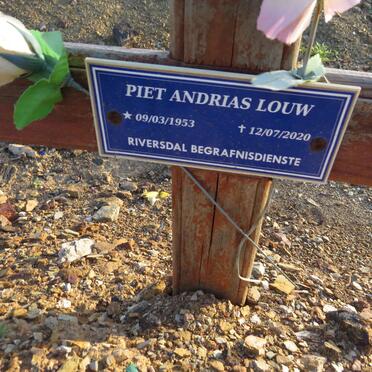 PIET ANDRIAS LOUW
★ 09/03/1953 ✝ 12/07/2020
RIVERSDAL BEGRAFNISDIENSTE